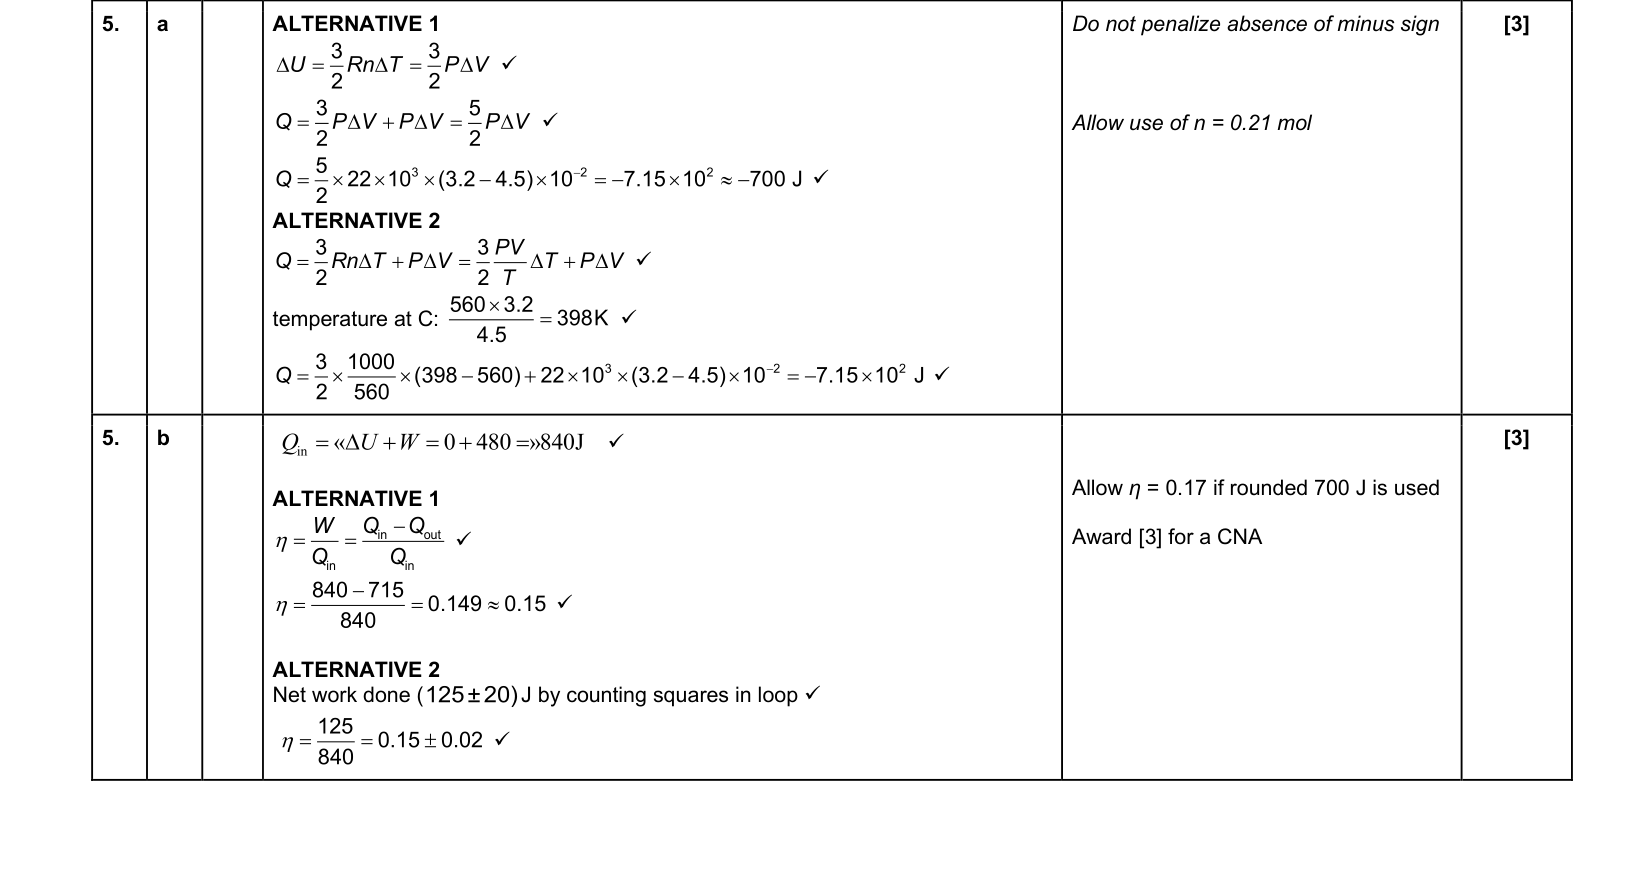 5. a ALTERNATIVE 1 Do not penalize absence of minus sign [3]
ΔU = 3/2 RnΔT = 3/2 PΔV ✓
Q = 3/2 PΔV + PΔV = 5/2 PΔV ✓ Allow use of n = 0.21 mol
Q = 5/2 × 22×10³ × (3.2 − 4.5)×10⁻² = −7.15×10² ≈ −700 J ✓
ALTERNATIVE 2
Q = 3/2 RnΔT + PΔV = 3/2 PV/T ΔT + PΔV ✓
temperature at C: 560×3.2/4.5 = 398K ✓
Q = 3/2 × 1000/560 × (398 − 560) + 22×10³ × (3.2 − 4.5)×10⁻² = −7.15×10² J ✓
5. b Qin = «ΔU + W = 0 + 480 =»840J ✓ [3]
Allow η = 0.17 if rounded 700 J is used
ALTERNATIVE 1
η = W/Qin = (Qin − Qout)/Qin ✓ Award [3] for a CNA
η = (840 − 715)/840 = 0.149 ≈ 0.15 ✓
ALTERNATIVE 2
Net work done (125±20)J by counting squares in loop ✓
η = 125/840 = 0.15 ± 0.02 ✓